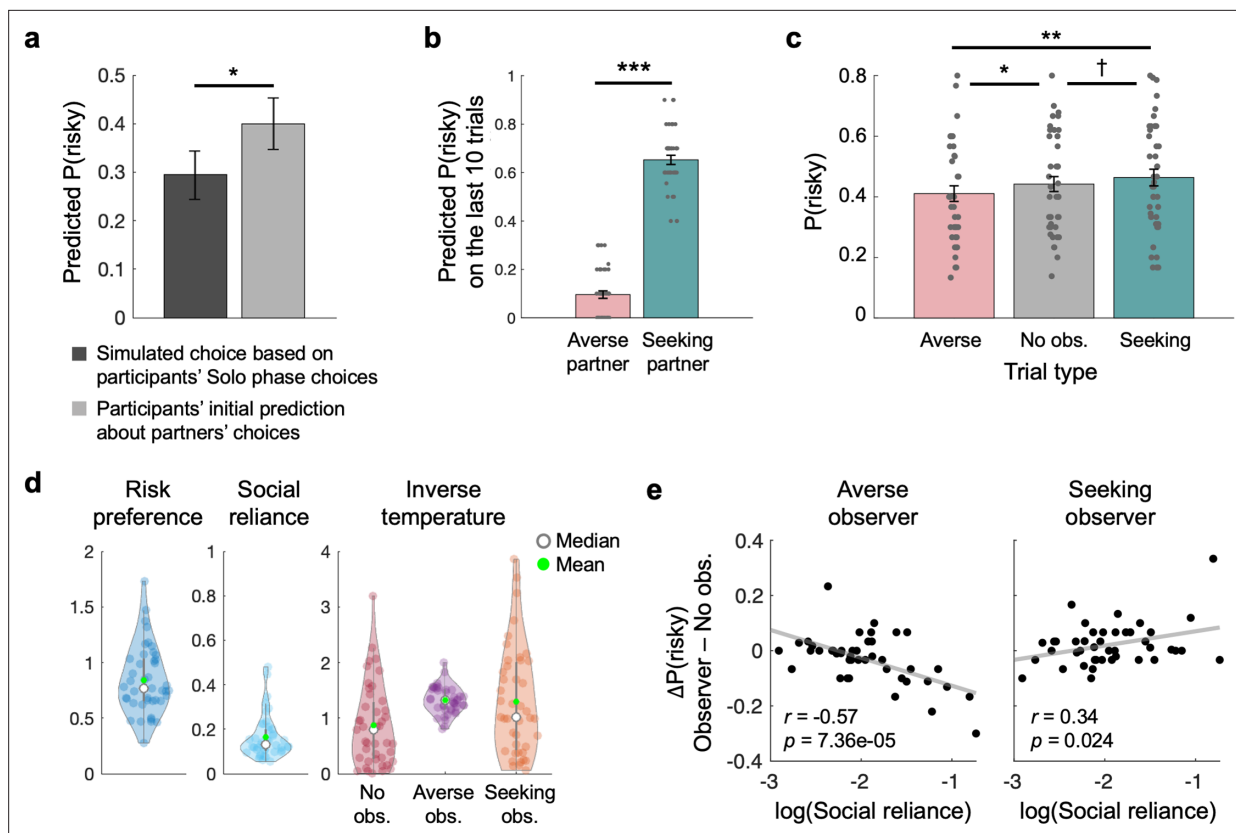 a
*
Predicted P(risky)
0.5
0.4
0.3
0.2
0.1
0
Simulated choice based on
participants' Solo phase choices
Participants' initial prediction
about partners' choices
b
***
Predicted P(risky)
on the last 10 trials
1
0.8
0.6
0.4
0.2
0
Averse
partner
Seeking
partner
c
**
*
†
P(risky)
0.8
0.6
0.4
0.2
0
Averse
No obs.
Seeking
Trial type
d
Risk
preference
2
1.5
1
0.5
0
Social
reliance
1
0.8
0.6
0.4
0.2
0
Inverse
temperature
Median
Mean
4
3
2
1
0
No
obs.
Averse
obs.
Seeking
obs.
e
Averse
observer
ΔP(risky)
Observer – No obs.
0.4
0.2
0
-0.2
-0.4
r = -0.57
p = 7.36e-05
-3
-2
-1
log(Social reliance)
Seeking
observer
r = 0.34
p = 0.024
-3
-2
-1
log(Social reliance)